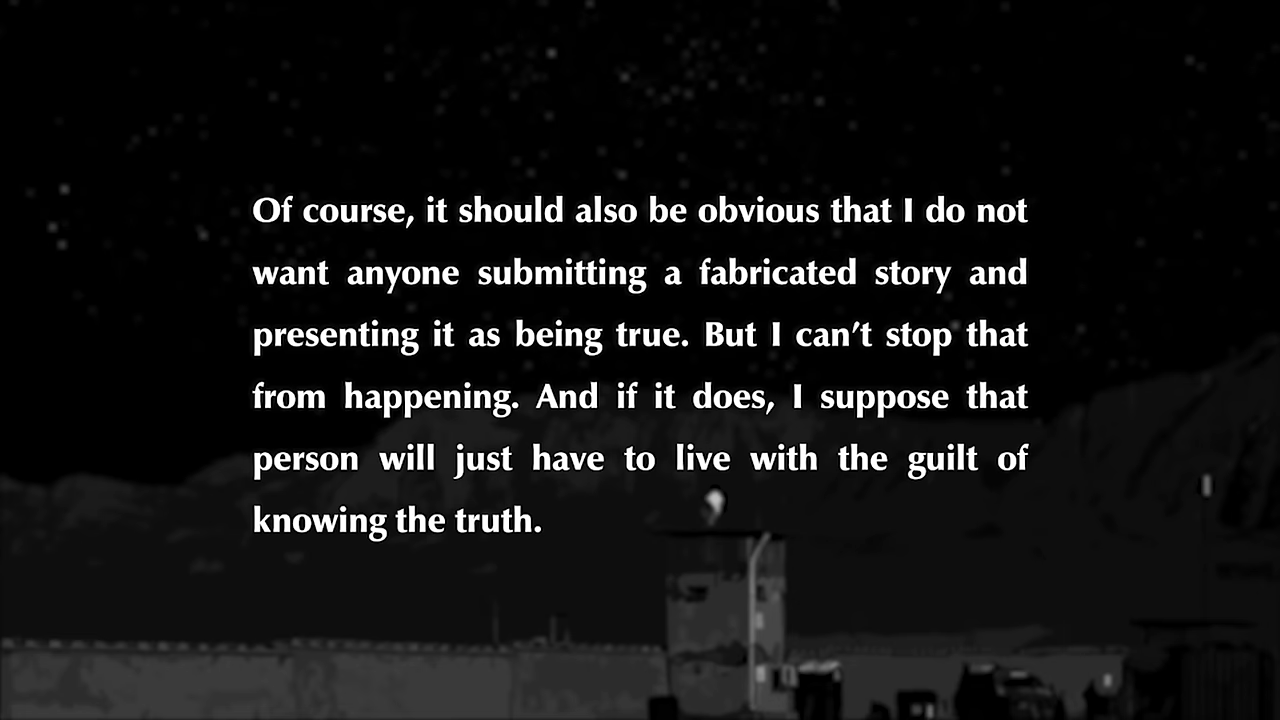 Of course, it should also be obvious that I do not
want anyone submitting a fabricated story and
presenting it as being true. But I can’t stop that
from happening. And if it does, I suppose that
person will just have to live with the guilt of
knowing the truth.